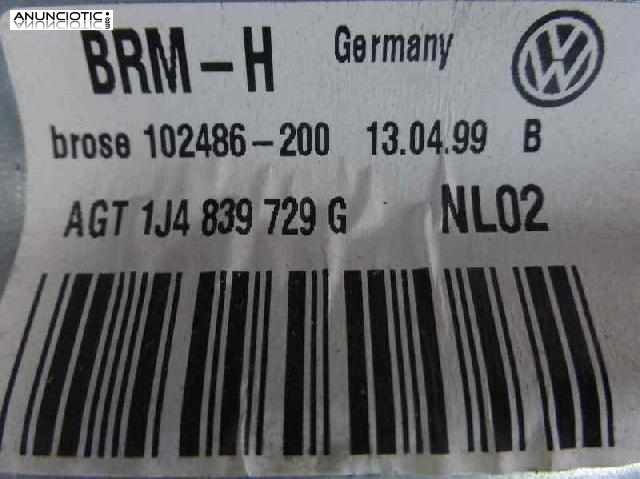 ANUNCIOTIC
BRM-H Germany
brose 102486-200 13.04.99 B
AGT 1J4 839 729 G NL02